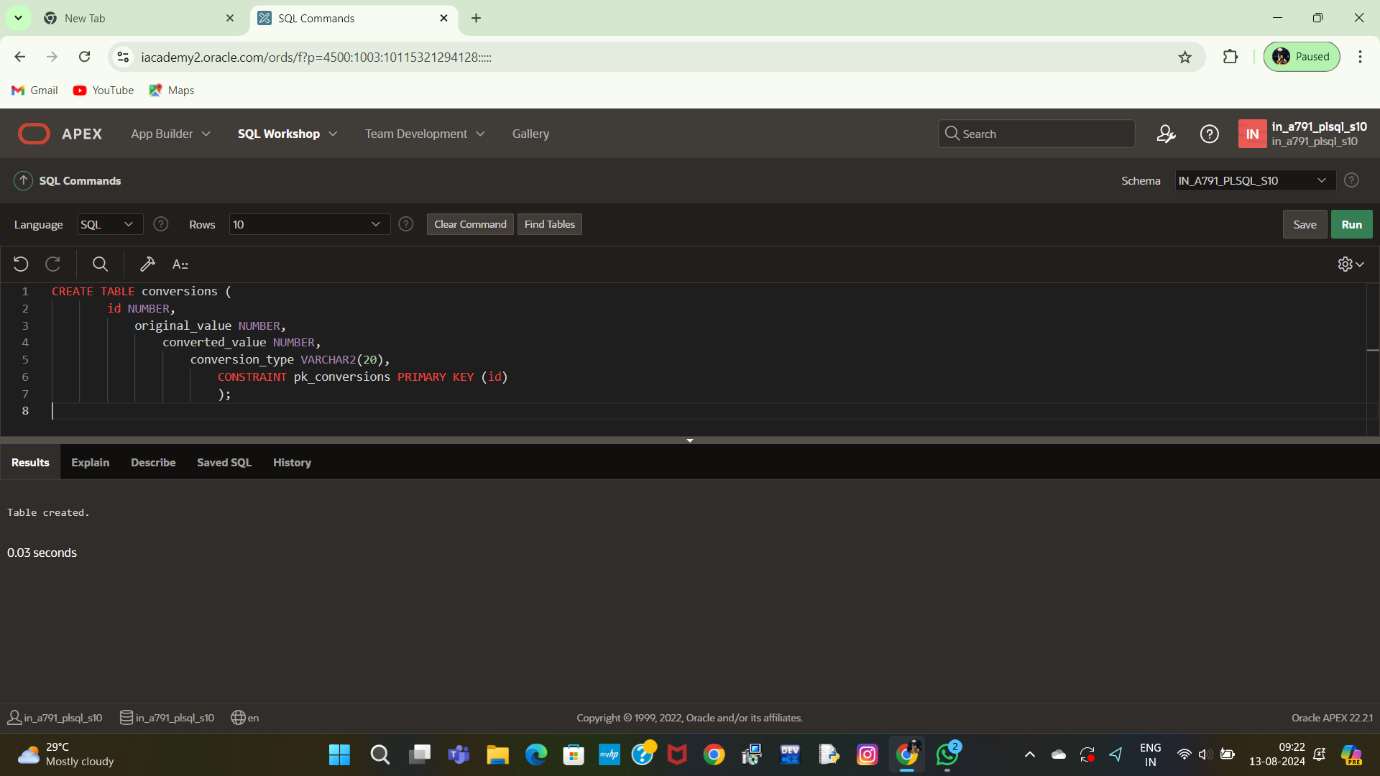 New Tab
SQL Commands
iacademy2.oracle.com/ords/f?p=4500:1003:10115321294128:::::
Paused
Gmail YouTube Maps
APEX App Builder SQL Workshop Team Development Gallery
Search
IN
in_a791_plsql_s10
in_a791_plsql_s10
SQL Commands
Schema IN_A791_PLSQL_S10
Language SQL Rows 10 Clear Command Find Tables Save Run
A::
1 CREATE TABLE conversions (
2 id NUMBER,
3 original_value NUMBER,
4 converted_value NUMBER,
5 conversion_type VARCHAR2(20),
6 CONSTRAINT pk_conversions PRIMARY KEY (id)
7 );
8
Results Explain Describe Saved SQL History
Table created.
0.03 seconds
in_a791_plsql_s10 in_a791_plsql_s10 en
Copyright © 1999, 2022, Oracle and/or its affiliates.
Oracle APEX 22.2.1
29°C
Mostly cloudy
myhp
DEV
2
ENG
IN
09:22
13-08-2024
PRE